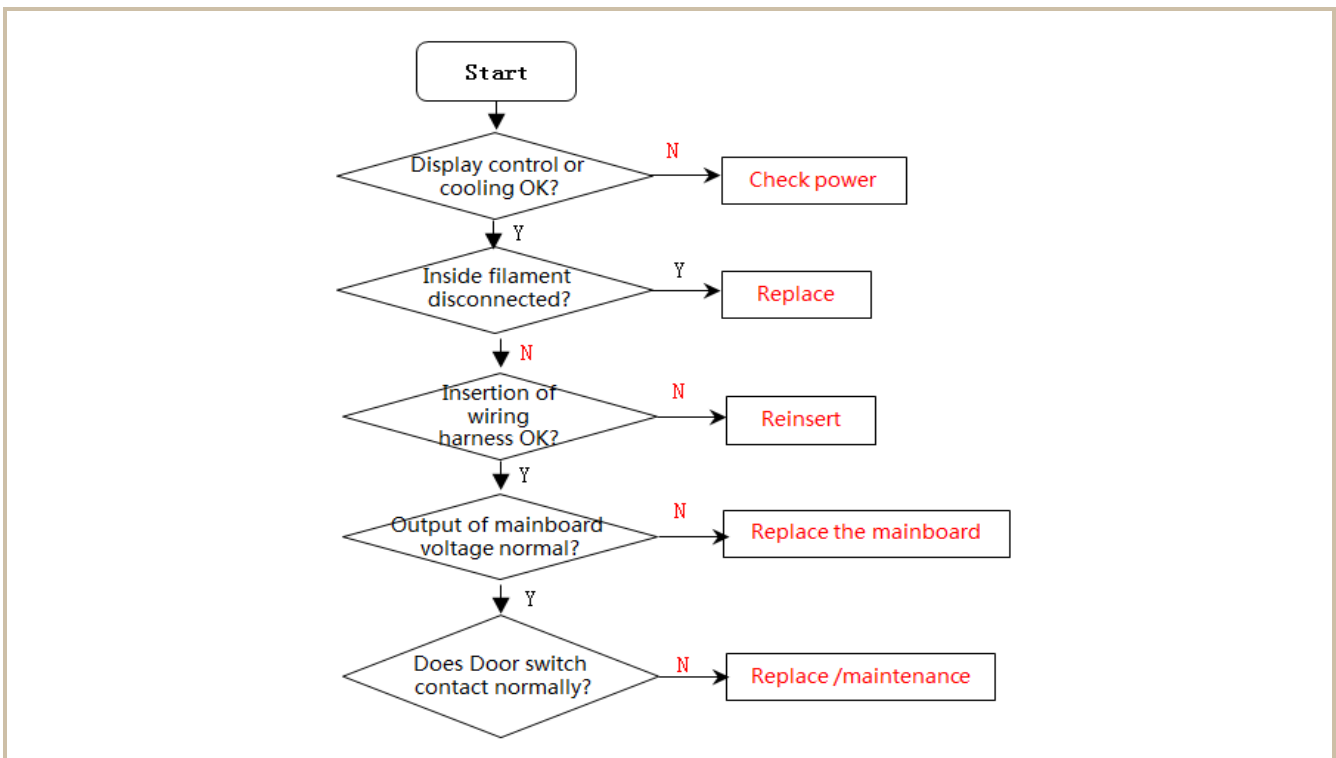 Start
Display control or
cooling OK?
N
Check power
Y
Inside filament
disconnected?
Y
Replace
N
Insertion of
wiring
harness OK?
N
Reinsert
Y
Output of mainboard
voltage normal?
N
Replace the mainboard
Y
Does Door switch
contact normally?
N
Replace /maintenance